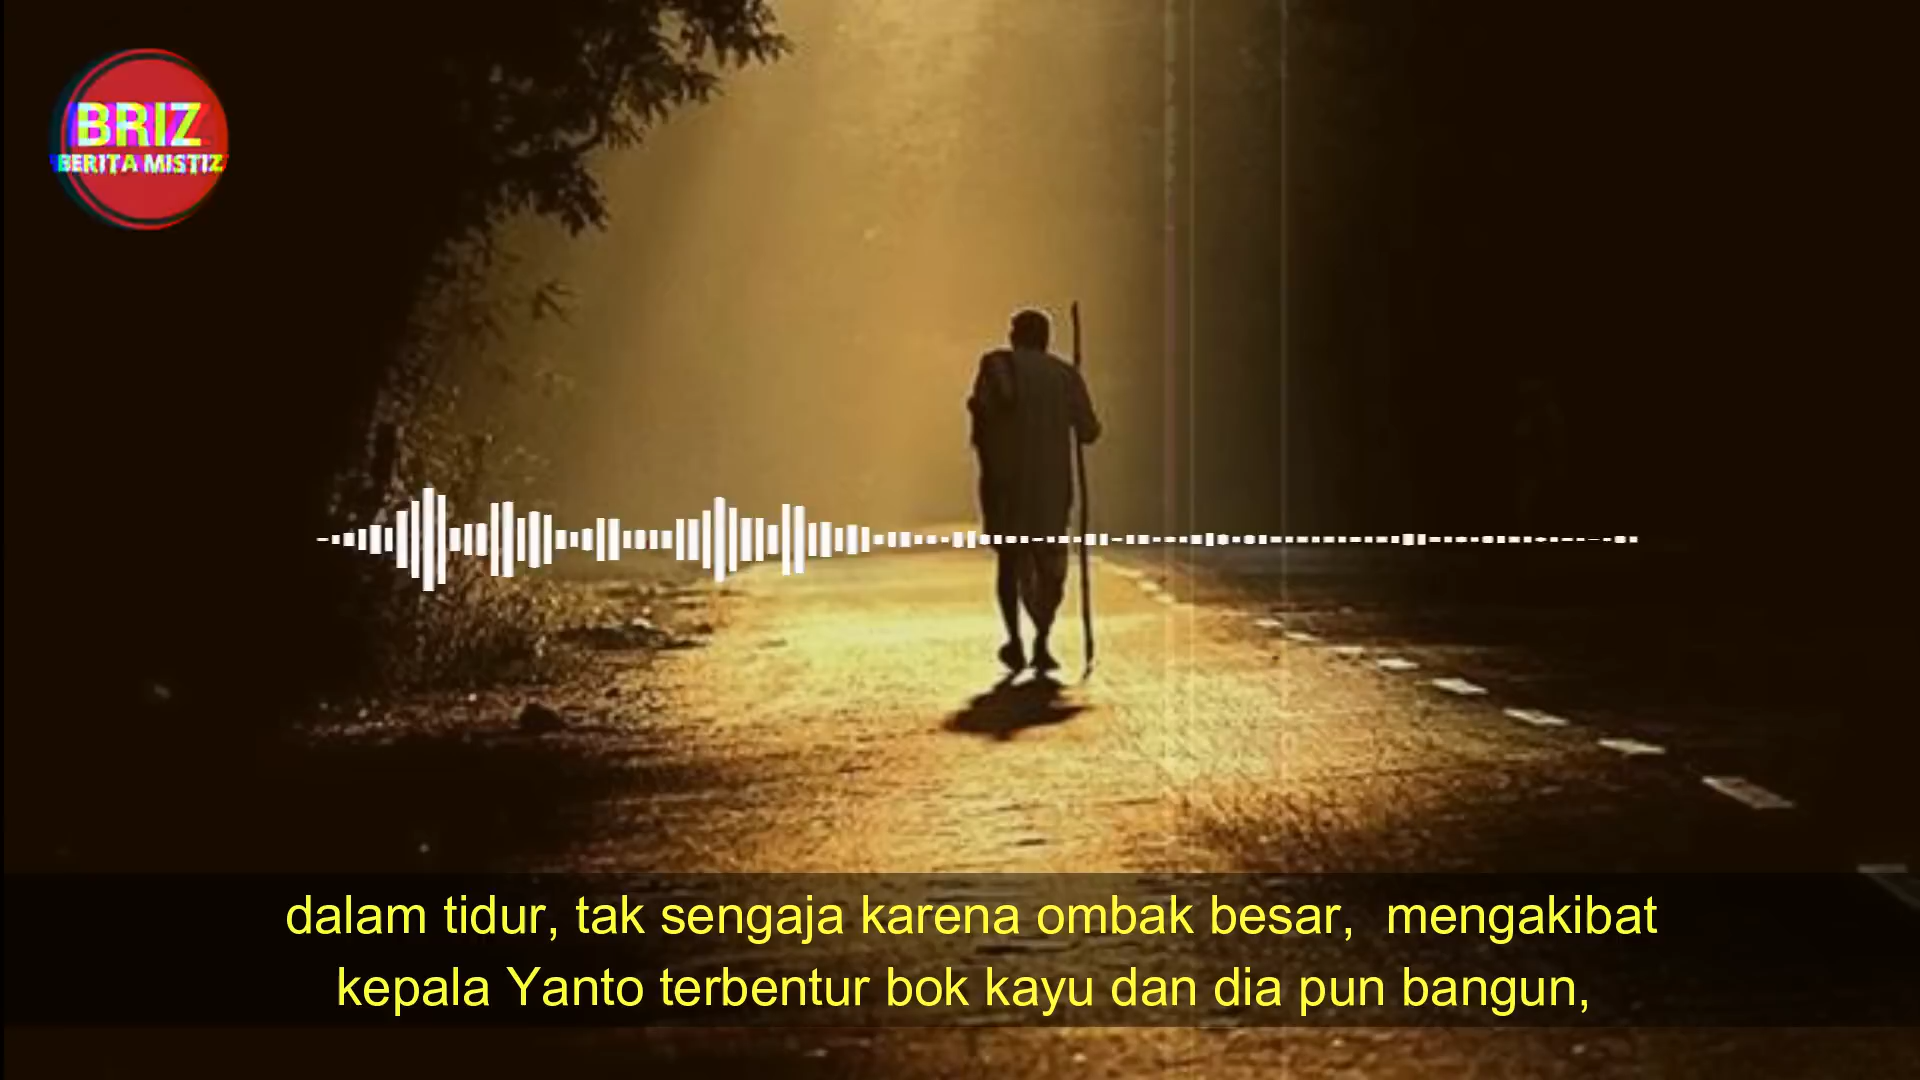 BRIZ
BERITA MISTIZ
dalam tidur, tak sengaja karena ombak besar,  mengakibat
kepala Yanto terbentur bok kayu dan dia pun bangun,